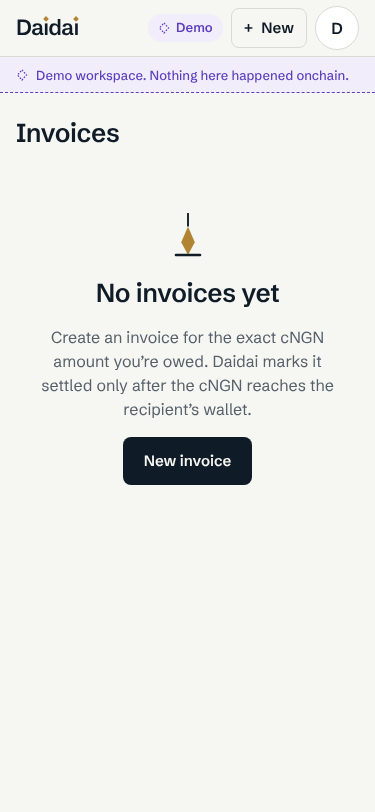 Daidai
Demo
+ New
D
Demo workspace. Nothing here happened onchain.
Invoices
No invoices yet
Create an invoice for the exact cNGN
amount you’re owed. Daidai marks it
settled only after the cNGN reaches the
recipient’s wallet.
New invoice